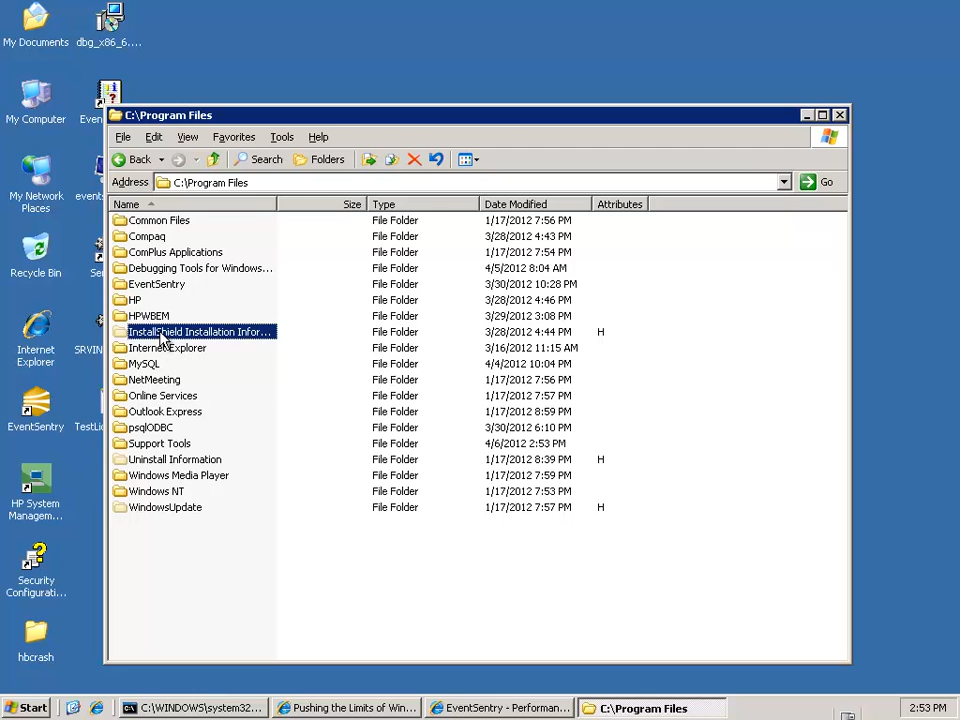 My Documents
dbg_x86_6....
My Computer
Even
My Network
Places
event
Recycle Bin
Se
Internet
Explorer
SRVIN
EventSentry
TestLic
HP System
Managem...
Security
Configurati...
hbcrash
C:\Program Files
File Edit View Favorites Tools Help
Back Search Folders
Address C:\Program Files Go
Name Size Type Date Modified Attributes
Common Files File Folder 1/17/2012 7:56 PM
Compaq File Folder 3/28/2012 4:43 PM
ComPlus Applications File Folder 1/17/2012 7:54 PM
Debugging Tools for Windows... File Folder 4/5/2012 8:04 AM
EventSentry File Folder 3/30/2012 10:28 PM
HP File Folder 3/28/2012 4:46 PM
HPWBEM File Folder 3/29/2012 3:08 PM
InstallShield Installation Infor... File Folder 3/28/2012 4:44 PM H
Internet Explorer File Folder 3/16/2012 11:15 AM
MySQL File Folder 4/4/2012 10:04 PM
NetMeeting File Folder 1/17/2012 7:56 PM
Online Services File Folder 1/17/2012 7:57 PM
Outlook Express File Folder 1/17/2012 8:59 PM
psqlODBC File Folder 3/30/2012 6:10 PM
Support Tools File Folder 4/6/2012 2:53 PM
Uninstall Information File Folder 1/17/2012 8:39 PM H
Windows Media Player File Folder 1/17/2012 7:59 PM
Windows NT File Folder 1/17/2012 7:53 PM
WindowsUpdate File Folder 1/17/2012 7:57 PM H
Start C:\WINDOWS\system32... Pushing the Limits of Win... EventSentry - Performan... C:\Program Files 2:53 PM